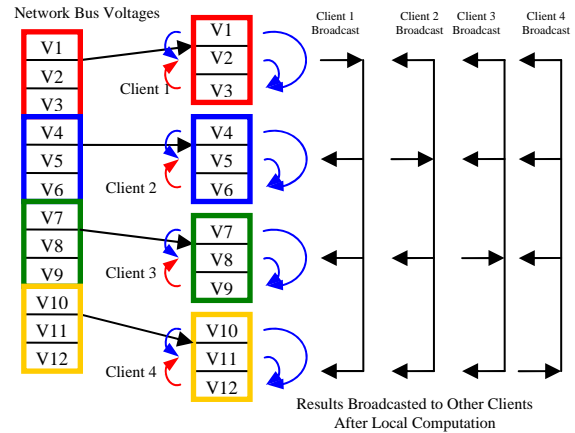 Network Bus Voltages
Client 1 Broadcast
Client 2 Broadcast
Client 3 Broadcast
Client 4 Broadcast
V1
V2
V3
V4
V5
V6
V7
V8
V9
V10
V11
V12
V1
V2
V3
Client 1
V4
V5
V6
Client 2
V7
V8
V9
Client 3
V10
V11
V12
Client 4
Results Broadcasted to Other Clients
After Local Computation